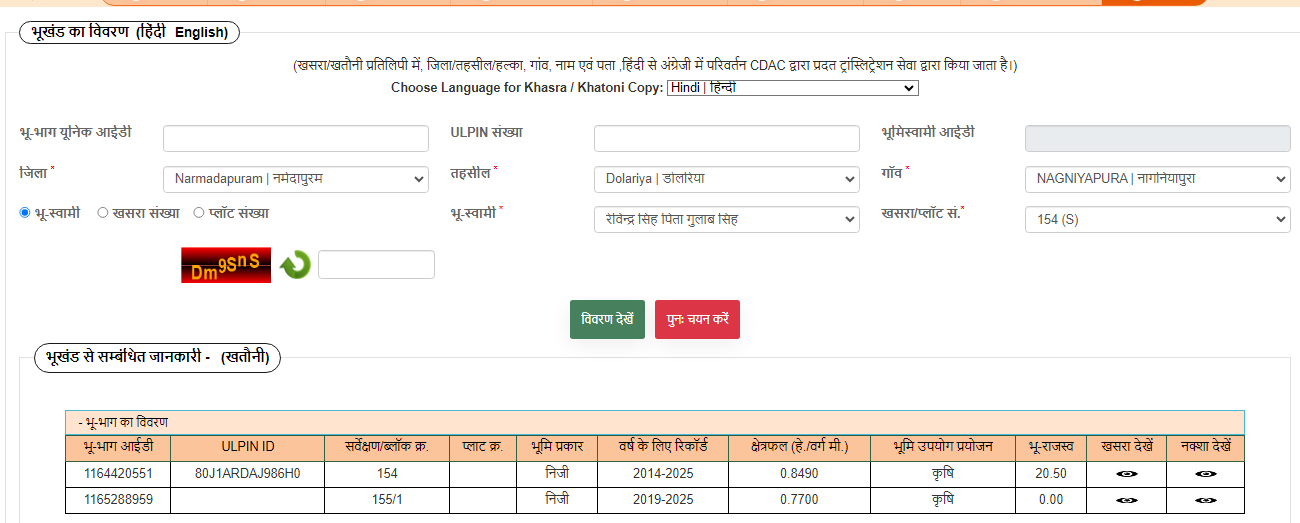 भूखंड का विवरण (हिंदी English)
(खसरा/खतौनी प्रतिलिपी में, जिला/तहसील/हल्का, गांव, नाम एवं पता ,हिंदी से अंग्रेजी में परिवर्तन CDAC द्वारा प्रदत ट्रांस्लिट्रेशन सेवा द्वारा किया जाता है।)
Choose Language for Khasra / Khatoni Copy: Hindi | हिन्दी
भू-भाग यूनिक आईडी ULPIN संख्या भूमिस्वामी आईडी
जिला * Narmadapuram | नर्मदापुरम तहसील * Dolariya | डोलरिया गाँव * NAGNIYAPURA | नागनियापुरा
भू-स्वामी खसरा संख्या प्लॉट संख्या भू-स्वामी * रविन्द्र सिंह पिता गुलाब सिंह खसरा/प्लॉट सं.* 154 (S)
Dm9SnS
विवरण देखें पुनः चयन करें
भूखंड से सम्बंधित जानकारी - (खतौनी)
- भू-भाग का विवरण
भू-भाग आईडी ULPIN ID सर्वेक्षण/ब्लॉक क्र. प्लाट क्र. भूमि प्रकार वर्ष के लिए रिकॉर्ड क्षेत्रफल (हे./वर्ग मी.) भूमि उपयोग प्रयोजन भू-राजस्व खसरा देखें नक्शा देखें
1164420551 80J1ARDAJ986H0 154 निजी 2014-2025 0.8490 कृषि 20.50
1165288959 155/1 निजी 2019-2025 0.7700 कृषि 0.00